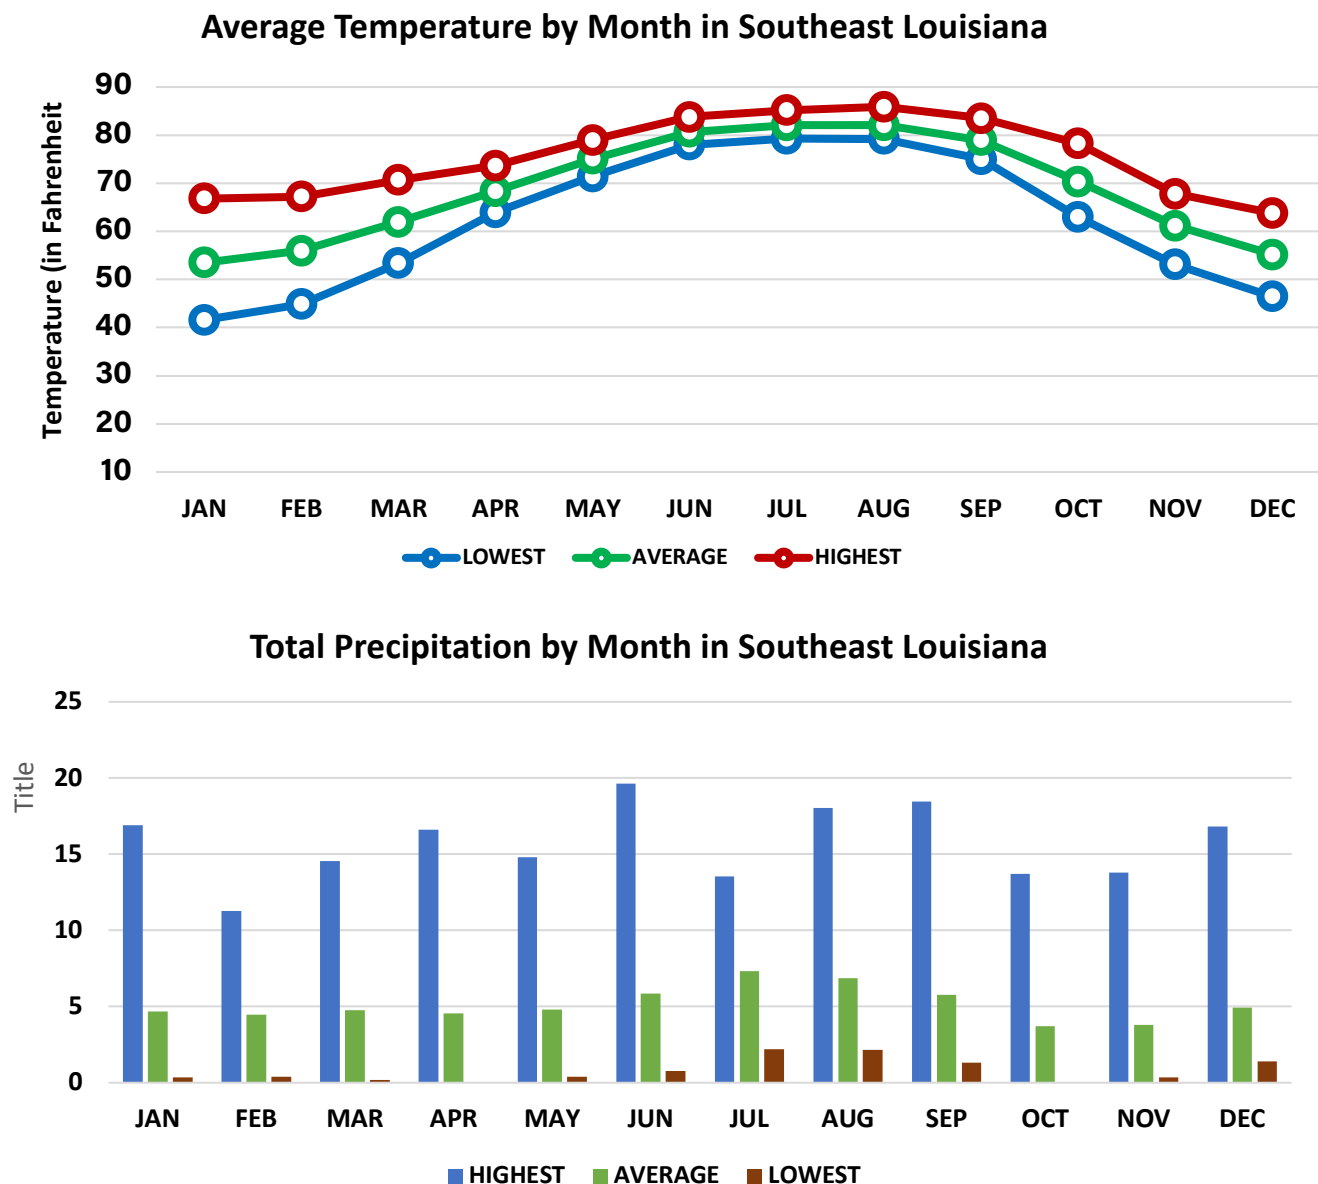 Average Temperature by Month in Southeast Louisiana
Temperature (in Fahrenheit
90
80
70
60
50
40
30
20
10
JAN FEB MAR APR MAY JUN JUL AUG SEP OCT NOV DEC
LOWEST AVERAGE HIGHEST
Total Precipitation by Month in Southeast Louisiana
Title
25
20
15
10
5
0
JAN FEB MAR APR MAY JUN JUL AUG SEP OCT NOV DEC
HIGHEST AVERAGE LOWEST